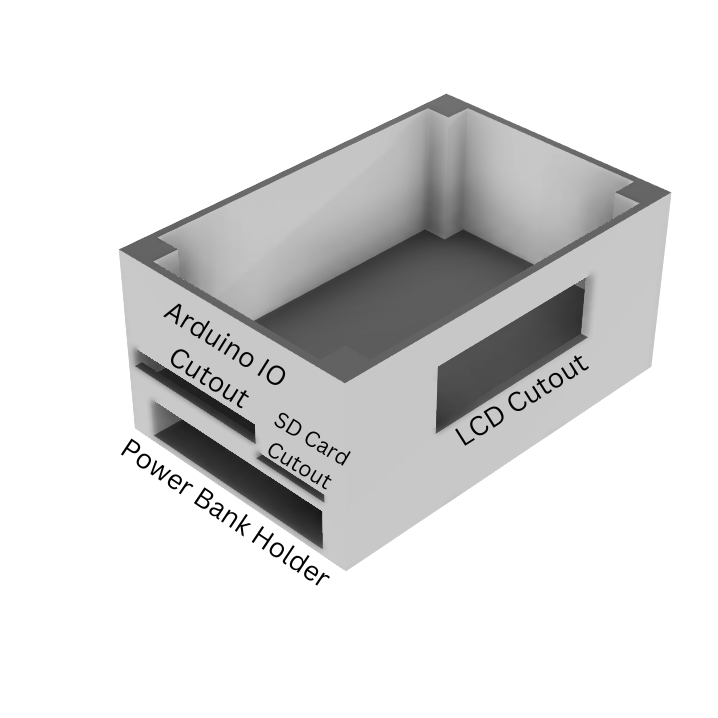 Arduino IO
Cutout
SD Card
Cutout
Power Bank Holder
LCD Cutout